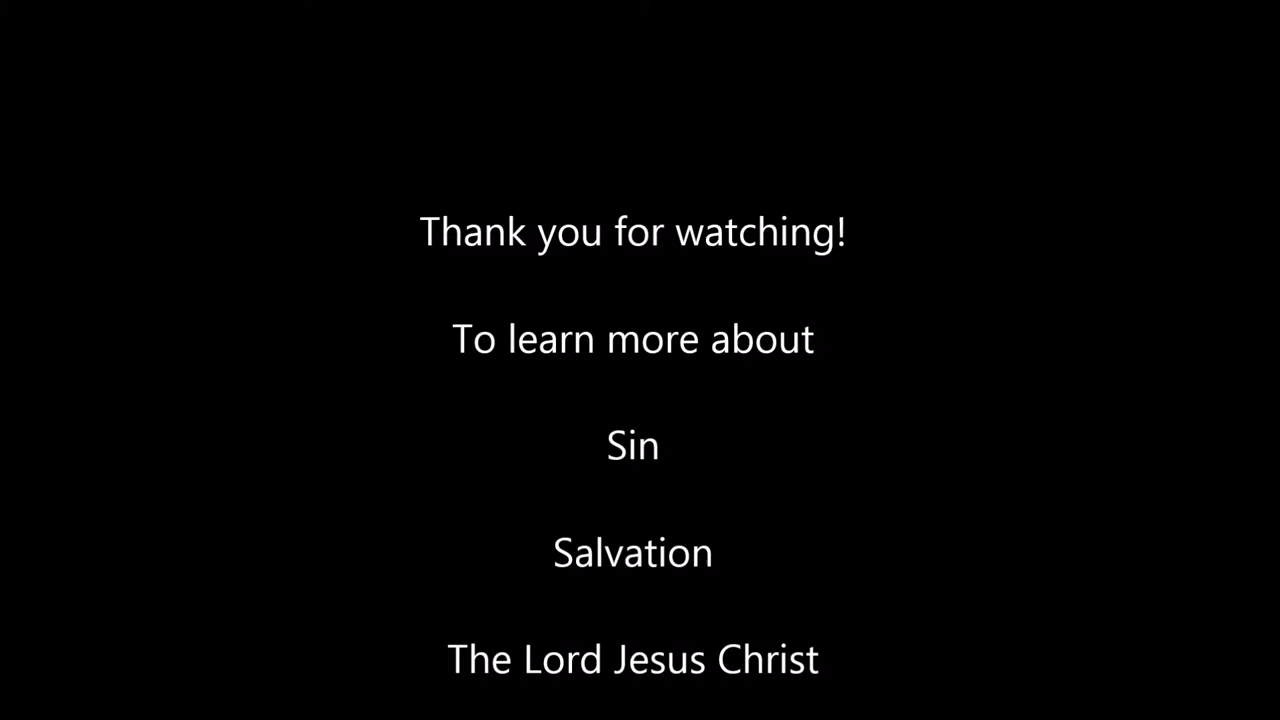 Thank you for watching!
To learn more about
Sin
Salvation
The Lord Jesus Christ